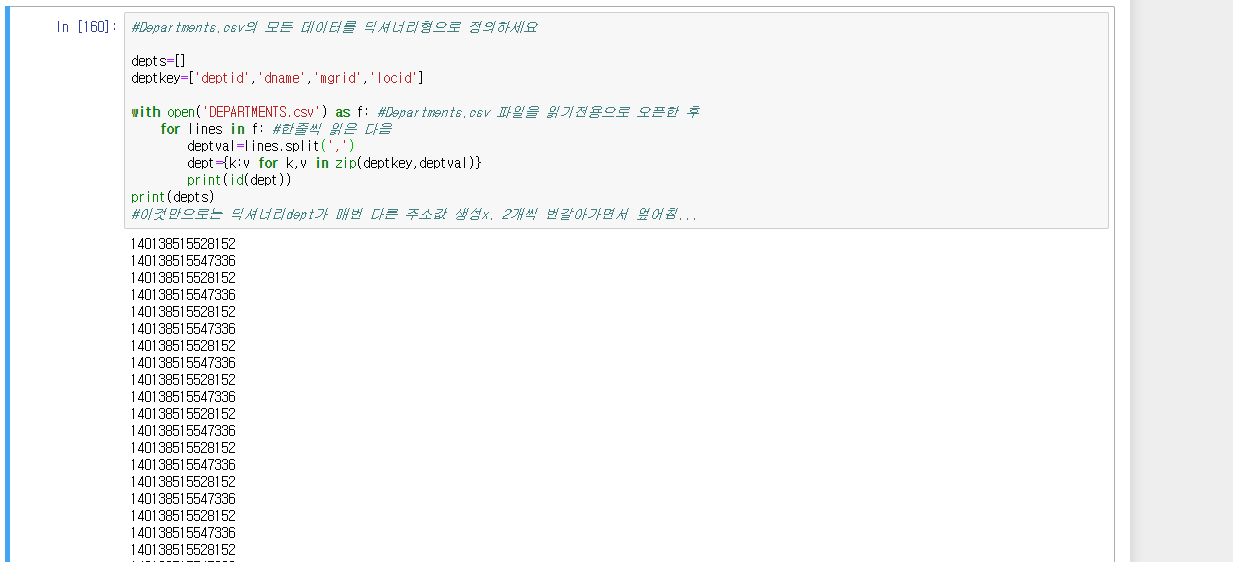 In [160]:
#Departments.csv의 모든 데이터를 딕셔너리형으로 정의하세요
depts=[]
deptkey=['deptid','dname','mgrid','locid']
with open('DEPARTMENTS.csv') as f: #Departments.csv 파일을 읽기전용으로 오픈한 후
for lines in f: #한줄씩 읽은 다음
deptval=lines.split(',')
dept={k:v for k,v in zip(deptkey,deptval)}
print(id(dept))
print(depts)
#이것만으로는 딕셔너리dept가 매번 다른 주소값 생성x. 2개씩 번갈아가면서 덮어씀...
140138515528152
140138515547336
140138515528152
140138515547336
140138515528152
140138515547336
140138515528152
140138515547336
140138515528152
140138515547336
140138515528152
140138515547336
140138515528152
140138515547336
140138515528152
140138515547336
140138515528152
140138515547336
140138515528152